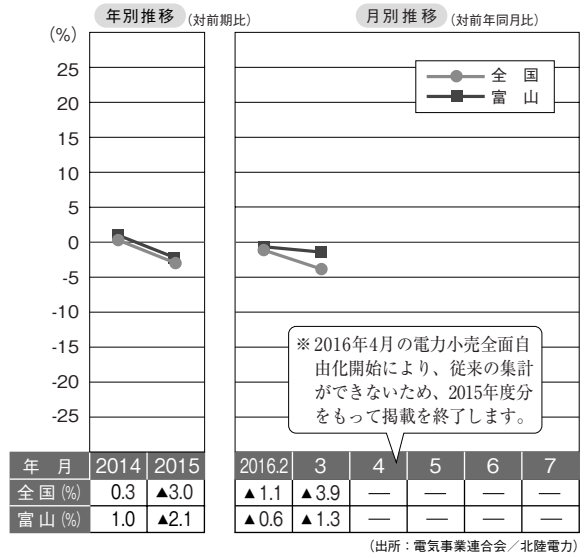 年別推移 (対前期比) 月別推移 (対前年同月比)
(%)
25
20
15
10
5
0
-5
-10
-15
-20
-25
全　国
富　山
※2016年4月の電力小売全面自
由化開始により、従来の集計
ができないため、2015年度分
をもって掲載を終了します。
年　月 2014 2015 2016.2 3 4 5 6 7
全国(%) 0.3 ▲3.0 ▲1.1 ▲3.9 — — — —
富山(%) 1.0 ▲2.1 ▲0.6 ▲1.3 — — — —
(出所：電気事業連合会／北陸電力)